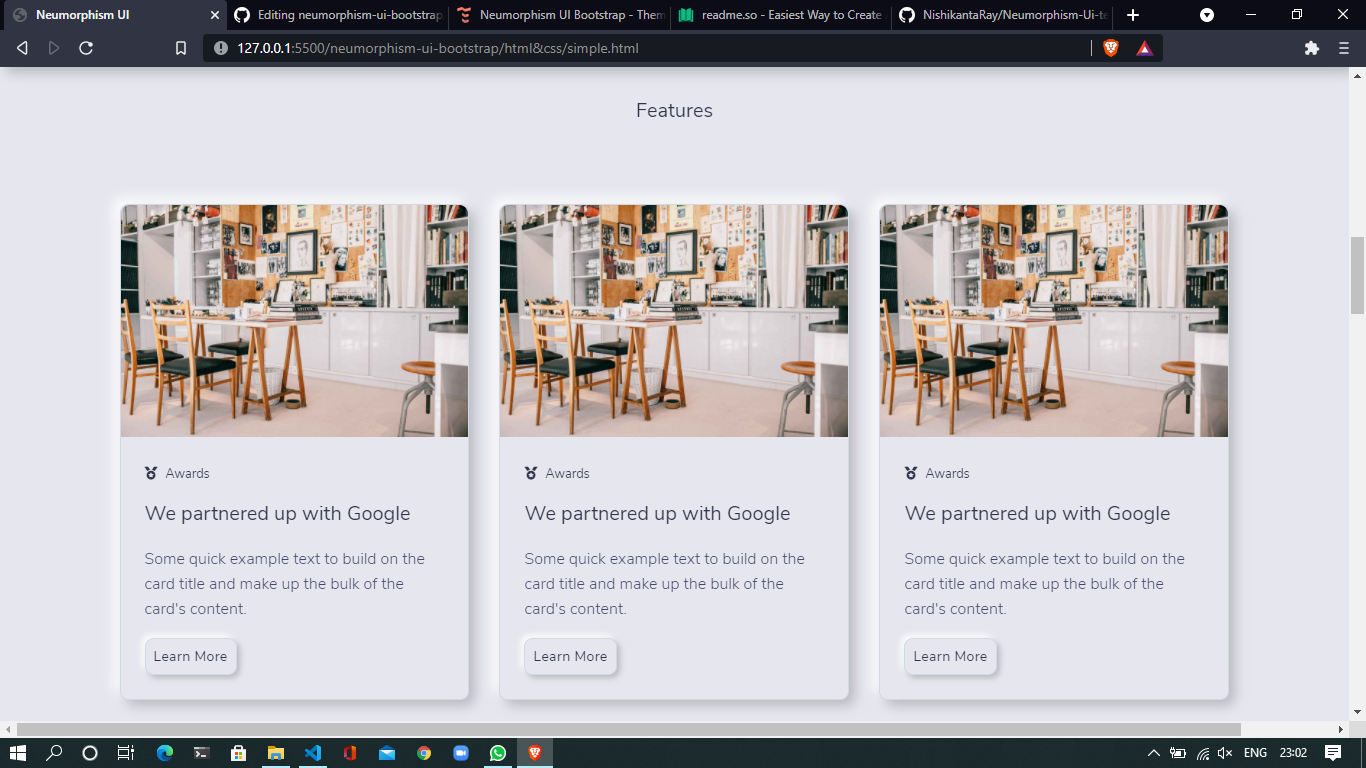 Neumorphism UI
Editing neumorphism-ui-bootstrap
Neumorphism UI Bootstrap - Them
readme.so - Easiest Way to Create
NishikantaRay/Neumorphism-Ui-te
127.0.0.1:5500/neumorphism-ui-bootstrap/html&css/simple.html
Features
Awards
We partnered up with Google
Some quick example text to build on the
card title and make up the bulk of the
card's content.
Learn More
Awards
We partnered up with Google
Some quick example text to build on the
card title and make up the bulk of the
card's content.
Learn More
Awards
We partnered up with Google
Some quick example text to build on the
card title and make up the bulk of the
card's content.
Learn More
ENG
23:02